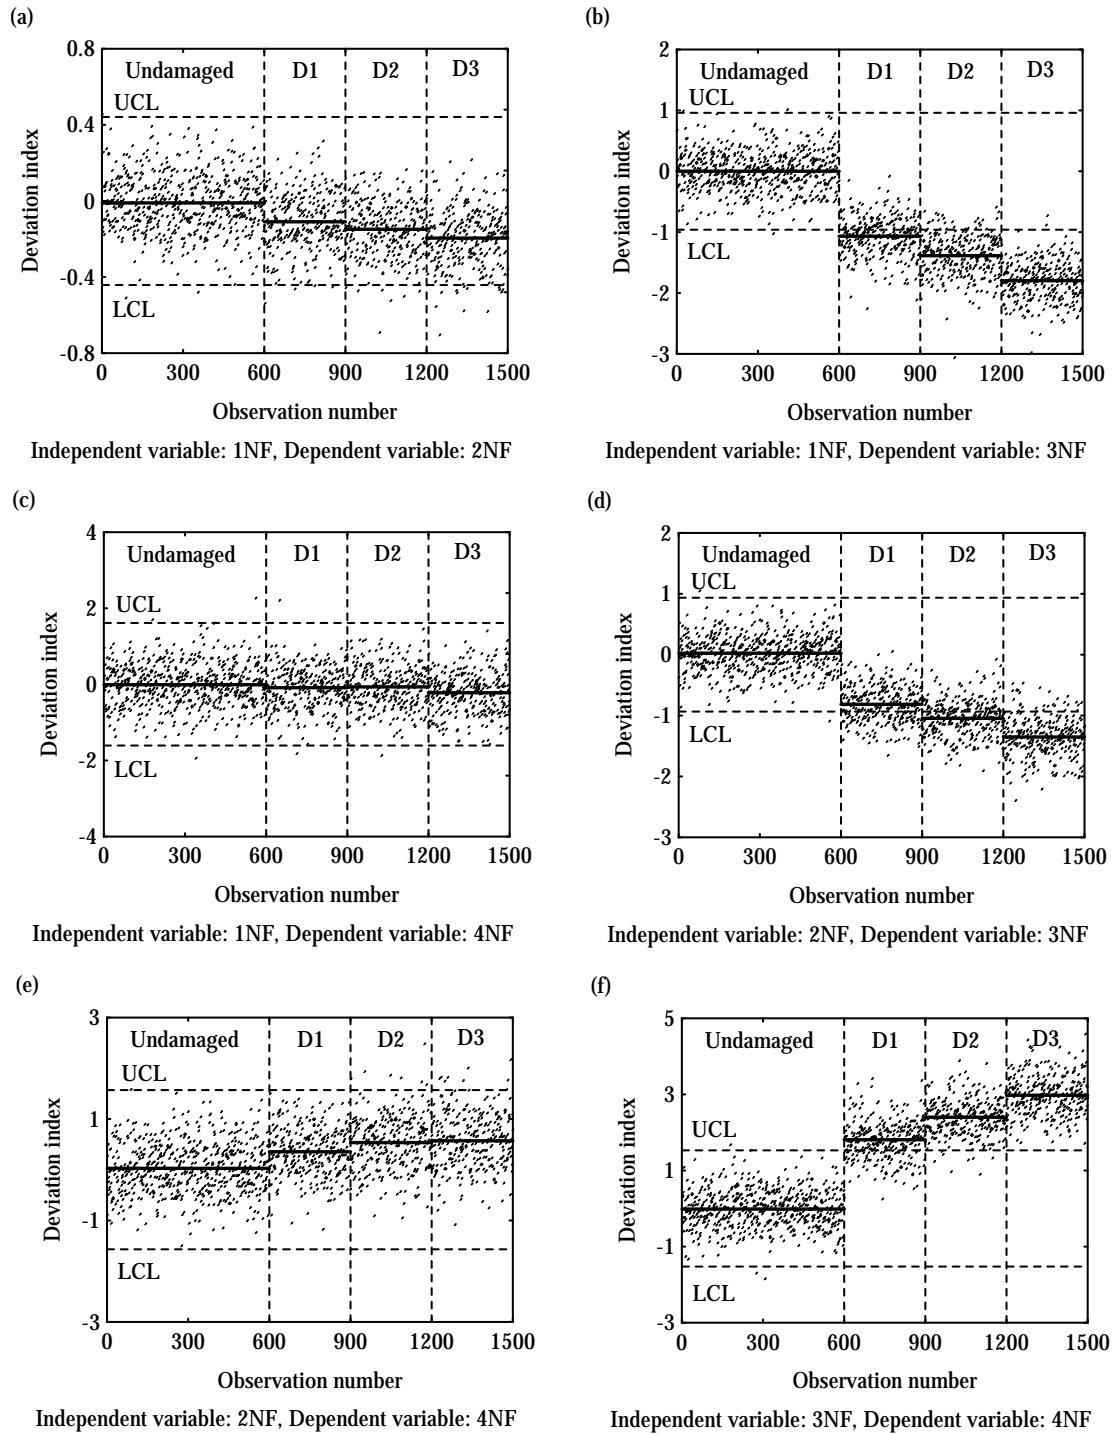 (a)
0.8
0.4
0
-0.4
-0.8
Deviation index
Undamaged D1 D2 D3
UCL
LCL
0 300 600 900 1200 1500
Observation number
Independent variable: 1NF, Dependent variable: 2NF
(b)
2
1
0
-1
-2
-3
Deviation index
Undamaged D1 D2 D3
UCL
LCL
0 300 600 900 1200 1500
Observation number
Independent variable: 1NF, Dependent variable: 3NF
(c)
4
2
0
-2
-4
Deviation index
Undamaged D1 D2 D3
UCL
LCL
0 300 600 900 1200 1500
Observation number
Independent variable: 1NF, Dependent variable: 4NF
(d)
2
1
0
-1
-2
-3
Deviation index
Undamaged D1 D2 D3
UCL
LCL
0 300 600 900 1200 1500
Observation number
Independent variable: 2NF, Dependent variable: 3NF
(e)
3
1
-1
-3
Deviation index
Undamaged D1 D2 D3
UCL
LCL
0 300 600 900 1200 1500
Observation number
Independent variable: 2NF, Dependent variable: 4NF
(f)
5
3
1
-1
-3
Deviation index
Undamaged D1 D2 D3
UCL
LCL
0 300 600 900 1200 1500
Observation number
Independent variable: 3NF, Dependent variable: 4NF